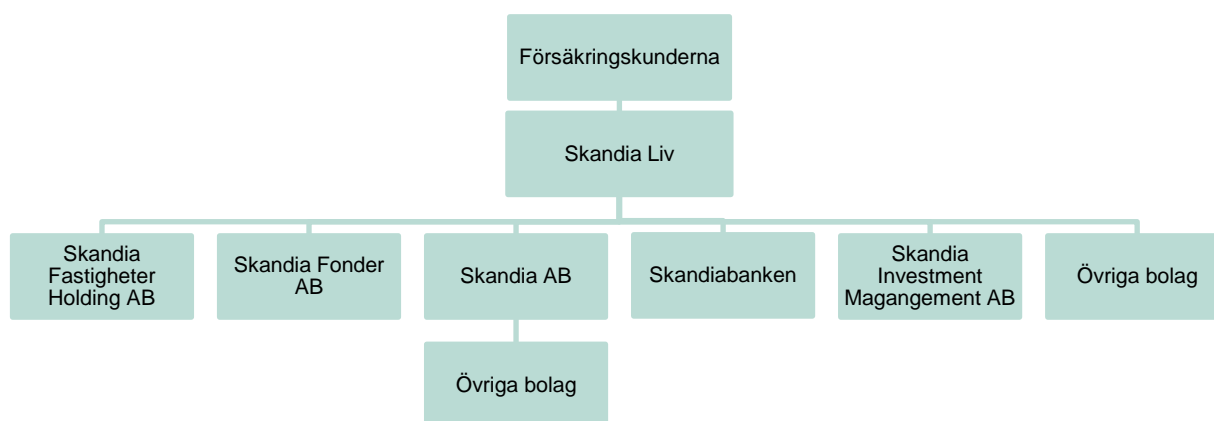 Försäkringskunderna
Skandia Liv
Skandia
Fastigheter
Holding AB
Skandia Fonder
AB
Skandia AB
Skandiabanken
Skandia
Investment
Magangement AB
Övriga bolag
Övriga bolag